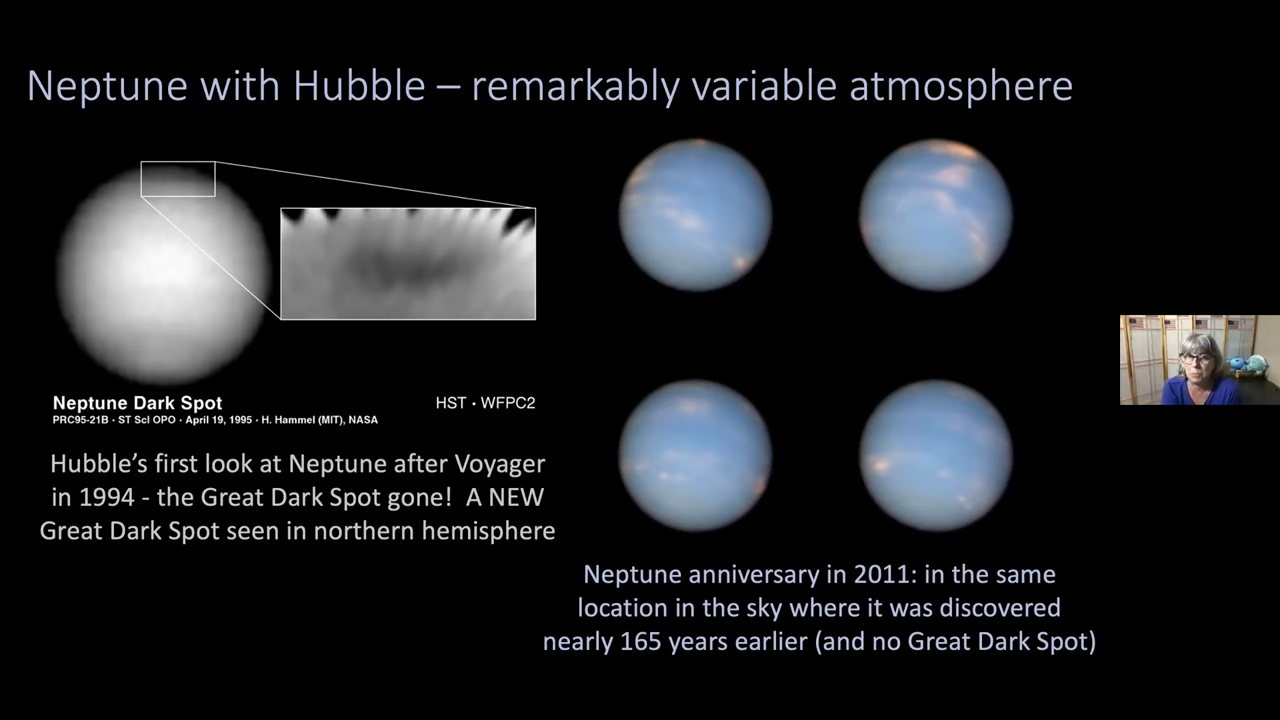 Neptune with Hubble – remarkably variable atmosphere
Neptune Dark Spot
HST · WFPC2
PRC95-21B · ST ScI OPO · April 19, 1995 · H. Hammel (MIT), NASA
Hubble’s first look at Neptune after Voyager
in 1994 - the Great Dark Spot gone!  A NEW
Great Dark Spot seen in northern hemisphere
Neptune anniversary in 2011: in the same
location in the sky where it was discovered
nearly 165 years earlier (and no Great Dark Spot)